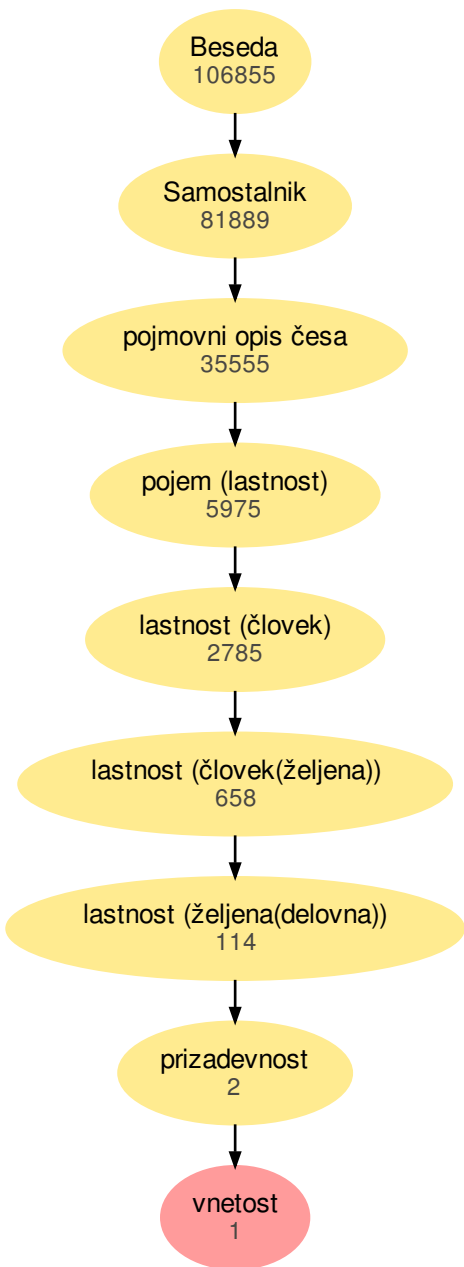 Beseda
106855
Samostalnik
81889
pojmovni opis česa
35555
pojem (lastnost)
5975
lastnost (človek)
2785
lastnost (človek(željena))
658
lastnost (željena(delovna))
114
prizadevnost
2
vnetost
1